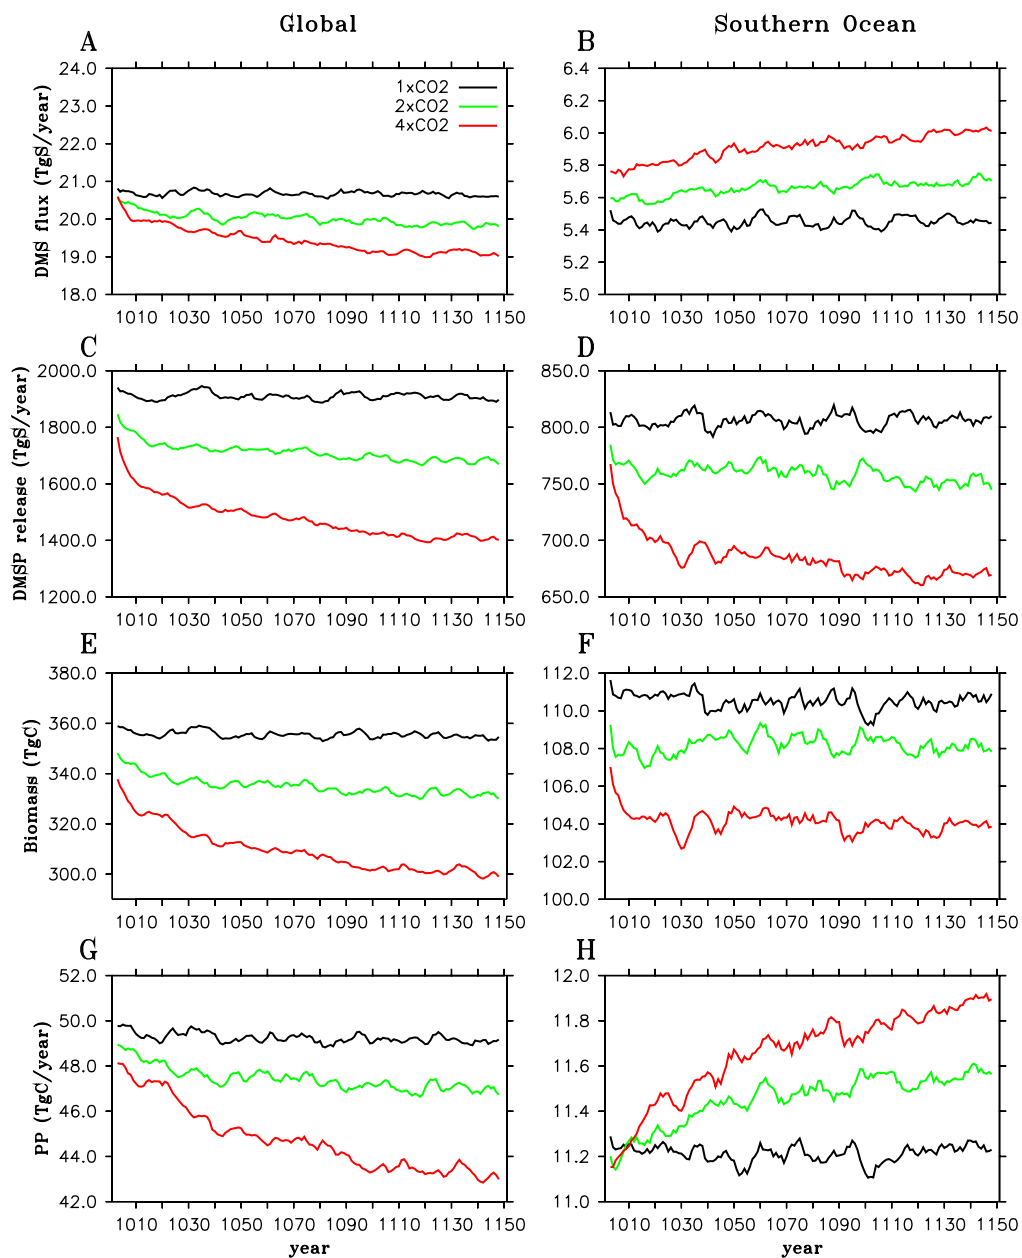 Global
Southern Ocean
A
B
DMS flux (TgS/year)
24.0
23.0
22.0
21.0
20.0
19.0
18.0
1xCO2
2xCO2
4xCO2
1010 1030 1050 1070 1090 1110 1130 1150
6.4
6.2
6.0
5.8
5.6
5.4
5.2
5.0
1010 1030 1050 1070 1090 1110 1130 1150
C
D
DMSP release (TgS/year)
2000.0
1800.0
1600.0
1400.0
1200.0
1010 1030 1050 1070 1090 1110 1130 1150
850.0
800.0
750.0
700.0
650.0
1010 1030 1050 1070 1090 1110 1130 1150
E
F
Biomass (TgC)
380.0
360.0
340.0
320.0
300.0
1010 1030 1050 1070 1090 1110 1130 1150
112.0
110.0
108.0
106.0
104.0
102.0
100.0
1010 1030 1050 1070 1090 1110 1130 1150
G
H
PP (TgC/year)
52.0
50.0
48.0
46.0
44.0
42.0
1010 1030 1050 1070 1090 1110 1130 1150
year
12.0
11.8
11.6
11.4
11.2
11.0
1010 1030 1050 1070 1090 1110 1130 1150
year